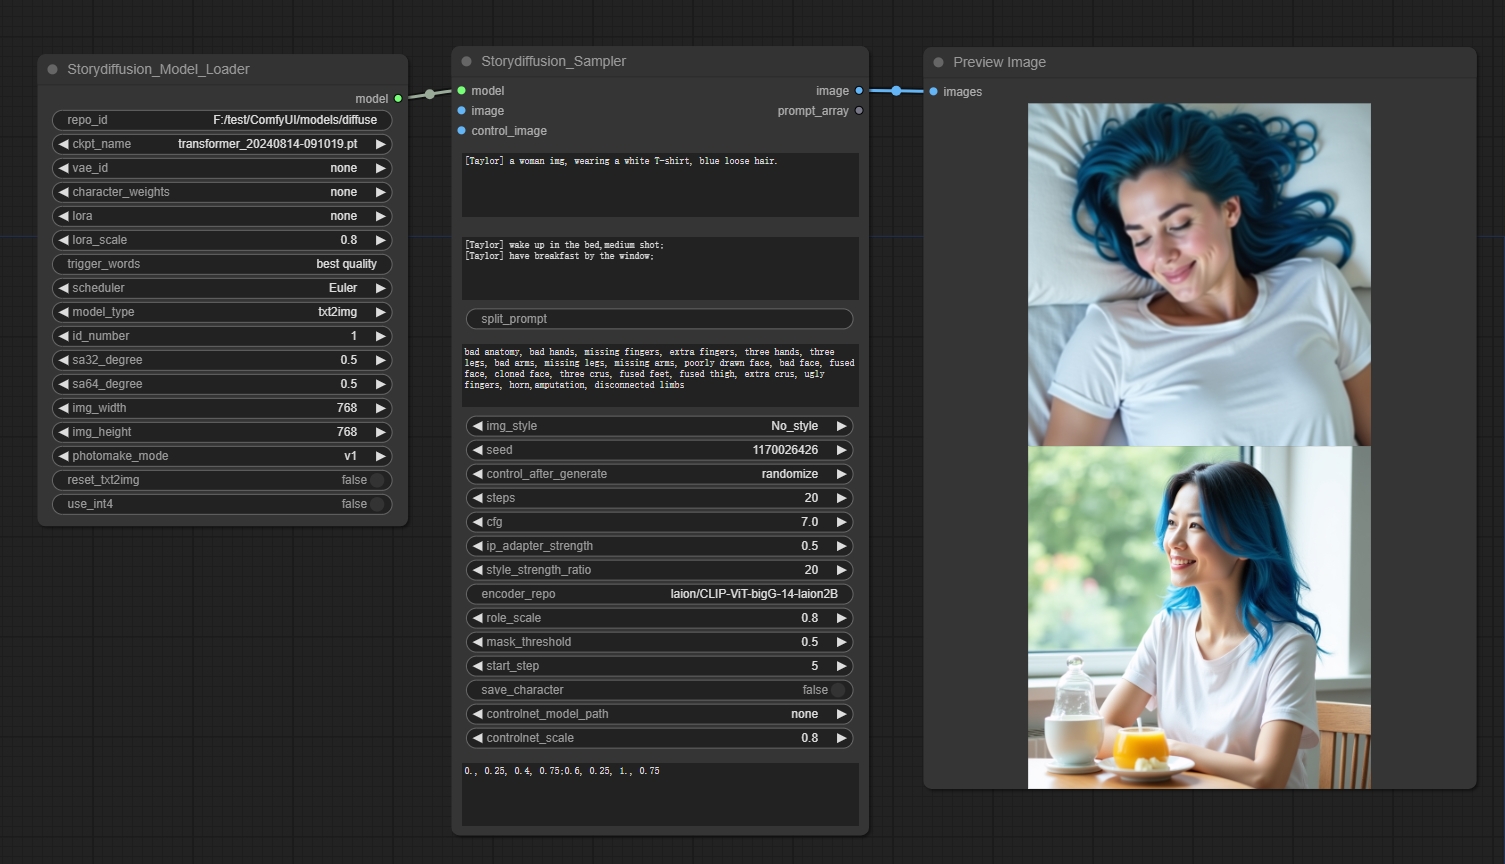 Storydiffusion_Model_Loader
model
repo_id F:/test/ComfyUI/models/diffuse
ckpt_name transformer_20240814-091019.pt
vae_id none
character_weights none
lora none
lora_scale 0.8
trigger_words best quality
scheduler Euler
model_type txt2img
id_number 1
sa32_degree 0.5
sa64_degree 0.5
img_width 768
img_height 768
photomake_mode v1
reset_txt2img false
use_int4 false
Storydiffusion_Sampler
model image
image prompt_array
control_image
[Taylor] a woman img, wearing a white T-shirt, blue loose hair.
[Taylor] wake up in the bed,medium shot;
[Taylor] have breakfast by the window;
split_prompt
bad anatomy, bad hands, missing fingers, extra fingers, three hands, three
legs, bad arms, missing legs, missing arms, poorly drawn face, bad face, fused
face, cloned face, three crus, fused feet, fused thigh, extra crus, ugly
fingers, horn,amputation, disconnected limbs
img_style No_style
seed 1170026426
control_after_generate randomize
steps 20
cfg 7.0
ip_adapter_strength 0.5
style_strength_ratio 20
encoder_repo laion/CLIP-ViT-bigG-14-laion2B
role_scale 0.8
mask_threshold 0.5
start_step 5
save_character false
controlnet_model_path none
controlnet_scale 0.8
0., 0.25, 0.4, 0.75;0.6, 0.25, 1., 0.75
Preview Image
images